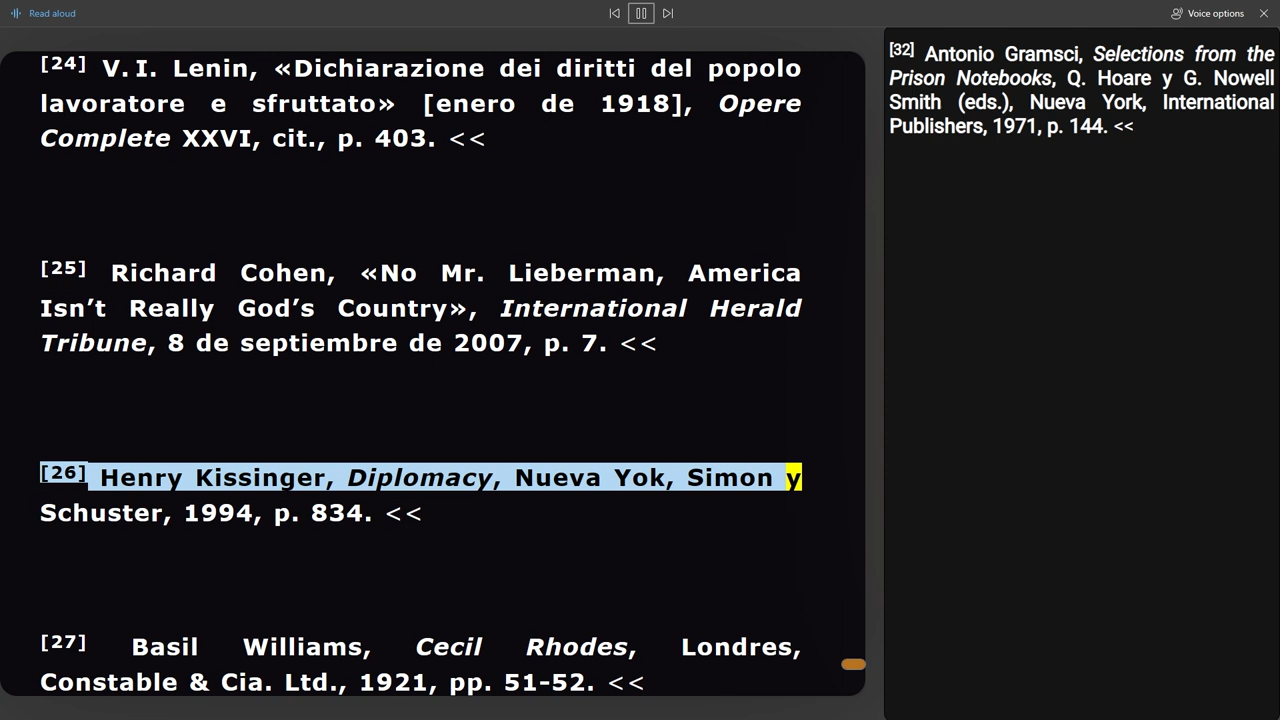 Read aloud
Voice options
[24] V. I. Lenin, «Dichiarazione dei diritti del popolo
lavoratore e sfruttato» [enero de 1918], Opere
Complete XXVI, cit., p. 403. <<
[25] Richard Cohen, «No Mr. Lieberman, America
Isn’t Really God’s Country», International Herald
Tribune, 8 de septiembre de 2007, p. 7. <<
[26] Henry Kissinger, Diplomacy, Nueva Yok, Simon y
Schuster, 1994, p. 834. <<
[27] Basil Williams, Cecil Rhodes, Londres,
Constable & Cia. Ltd., 1921, pp. 51-52. <<
[32] Antonio Gramsci, Selections from the
Prison Notebooks, Q. Hoare y G. Nowell
Smith (eds.), Nueva York, International
Publishers, 1971, p. 144. <<